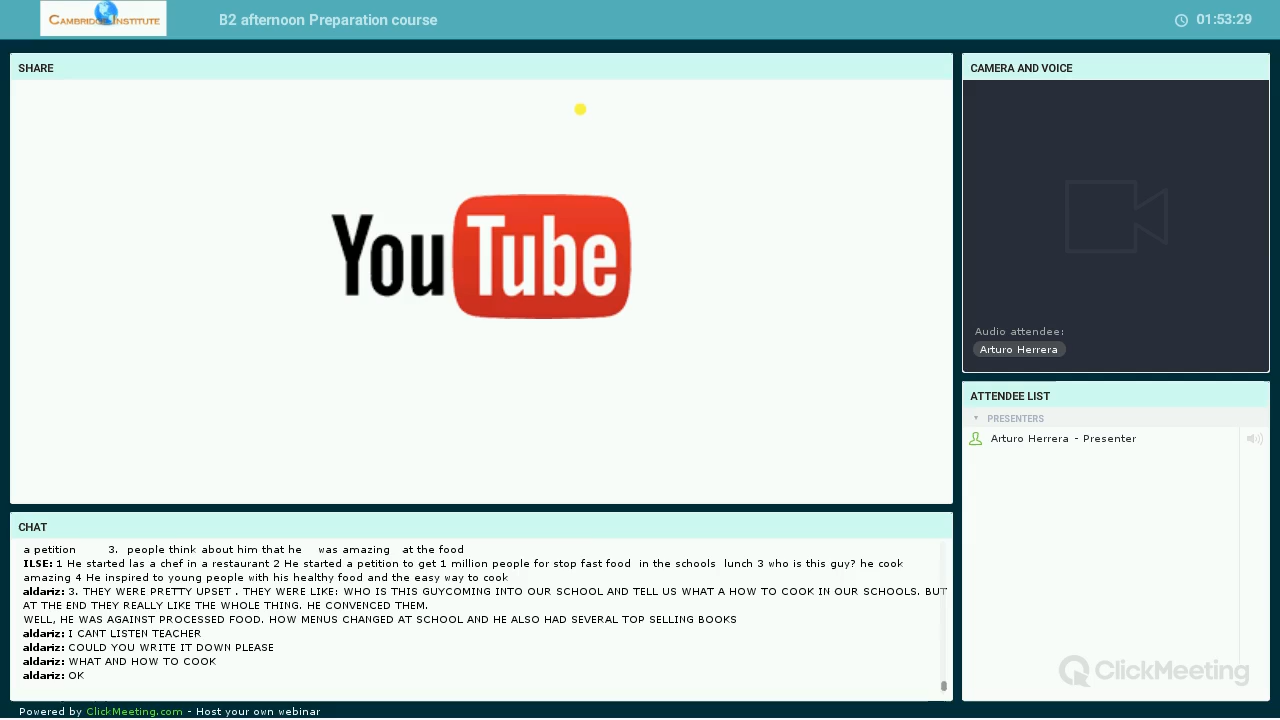 CAMBRIDGE INSTITUTE
B2 afternoon Preparation course
01:53:29
SHARE
YouTube
CAMERA AND VOICE
Audio attendee:
Arturo Herrera
ATTENDEE LIST
PRESENTERS
Arturo Herrera - Presenter
CHAT
a petition 3. people think about him that he was amazing at the food
ILSE: 1 He started las a chef in a restaurant 2 He started a petition to get 1 million people for stop fast food in the schools lunch 3 who is this guy? he cook
amazing 4 He inspired to young people with his healthy food and the easy way to cook
aldariz: 3. THEY WERE PRETTY UPSET . THEY WERE LIKE: WHO IS THIS GUYCOMING INTO OUR SCHOOL AND TELL US WHAT A HOW TO COOK IN OUR SCHOOLS. BUT
AT THE END THEY REALLY LIKE THE WHOLE THING. HE CONVENCED THEM.
WELL, HE WAS AGAINST PROCESSED FOOD. HOW MENUS CHANGED AT SCHOOL AND HE ALSO HAD SEVERAL TOP SELLING BOOKS
aldariz: I CANT LISTEN TEACHER
aldariz: COULD YOU WRITE IT DOWN PLEASE
aldariz: WHAT AND HOW TO COOK
aldariz: OK
ClickMeeting
Powered by ClickMeeting.com - Host your own webinar